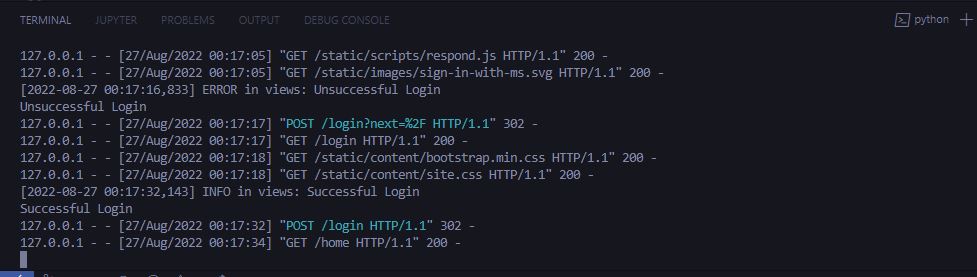 TERMINAL JUPYTER PROBLEMS OUTPUT DEBUG CONSOLE python
127.0.0.1 - - [27/Aug/2022 00:17:05] "GET /static/scripts/respond.js HTTP/1.1" 200 -
127.0.0.1 - - [27/Aug/2022 00:17:05] "GET /static/images/sign-in-with-ms.svg HTTP/1.1" 200 -
[2022-08-27 00:17:16,833] ERROR in views: Unsuccessful Login
Unsuccessful Login
127.0.0.1 - - [27/Aug/2022 00:17:17] "POST /login?next=%2F HTTP/1.1" 302 -
127.0.0.1 - - [27/Aug/2022 00:17:17] "GET /login HTTP/1.1" 200 -
127.0.0.1 - - [27/Aug/2022 00:17:18] "GET /static/content/bootstrap.min.css HTTP/1.1" 200 -
127.0.0.1 - - [27/Aug/2022 00:17:18] "GET /static/content/site.css HTTP/1.1" 200 -
[2022-08-27 00:17:32,143] INFO in views: Successful Login
Successful Login
127.0.0.1 - - [27/Aug/2022 00:17:32] "POST /login HTTP/1.1" 302 -
127.0.0.1 - - [27/Aug/2022 00:17:34] "GET /home HTTP/1.1" 200 -